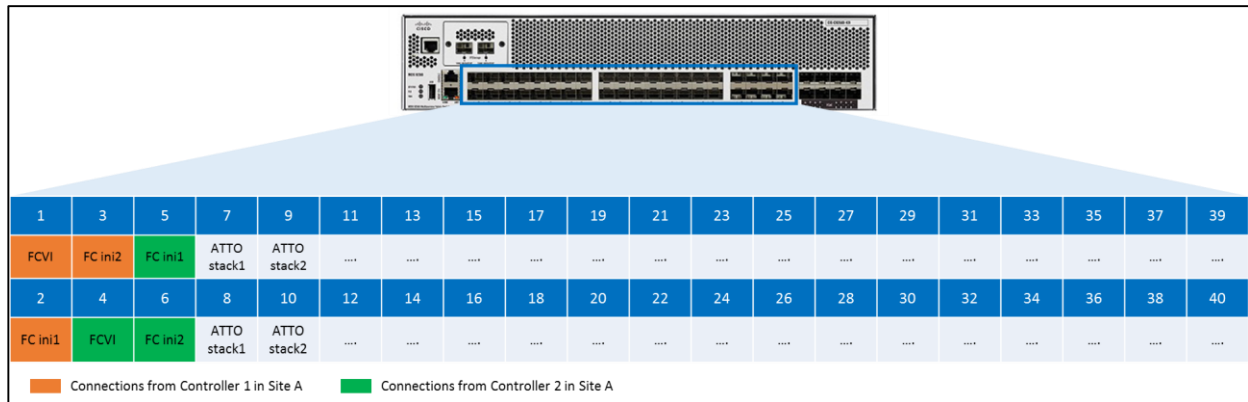 CISCO
1 3 5 7 9 11 13 15 17 19 21 23 25 27 29 31 33 35 37 39
FCVI FC ini2 FC ini1 ATTO stack1 ATTO stack2 .... .... .... .... .... .... .... .... .... .... .... .... .... .... ....
2 4 6 8 10 12 14 16 18 20 22 24 26 28 30 32 34 36 38 40
FC ini1 FCVI FC ini2 ATTO stack1 ATTO stack2 .... .... .... .... .... .... .... .... .... .... .... .... .... .... ....
Connections from Controller 1 in Site A Connections from Controller 2 in Site A